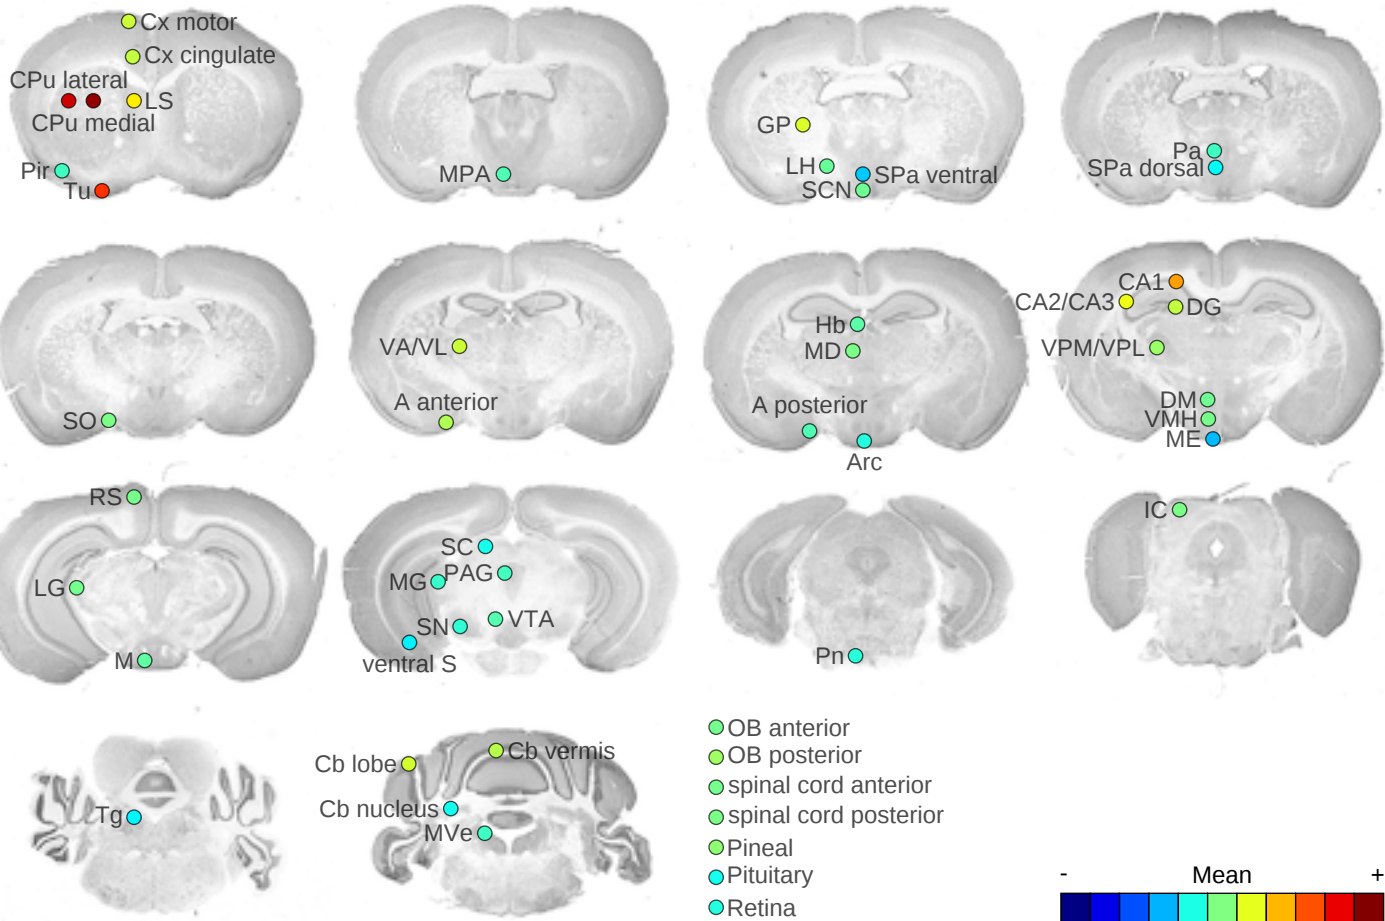 Cx motor
Cx cingulate
CPu lateral
LS
CPu medial
Pir
Tu
MPA
GP
LH
SPa ventral
SCN
Pa
SPa dorsal
SO
VA/VL
A anterior
Hb
MD
A posterior
Arc
CA1
CA2/CA3
DG
VPM/VPL
DM
VMH
ME
RS
LG
M
SC
MG
PAG
SN
VTA
ventral S
Pn
IC
Tg
Cb lobe
Cb vermis
Cb nucleus
MVe
OB anterior
OB posterior
spinal cord anterior
spinal cord posterior
Pineal
Pituitary
Retina
- Mean +